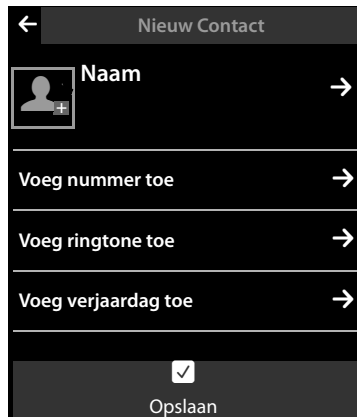 Nieuw Contact
Naam
Voeg nummer toe
Voeg ringtone toe
Voeg verjaardag toe
Opslaan